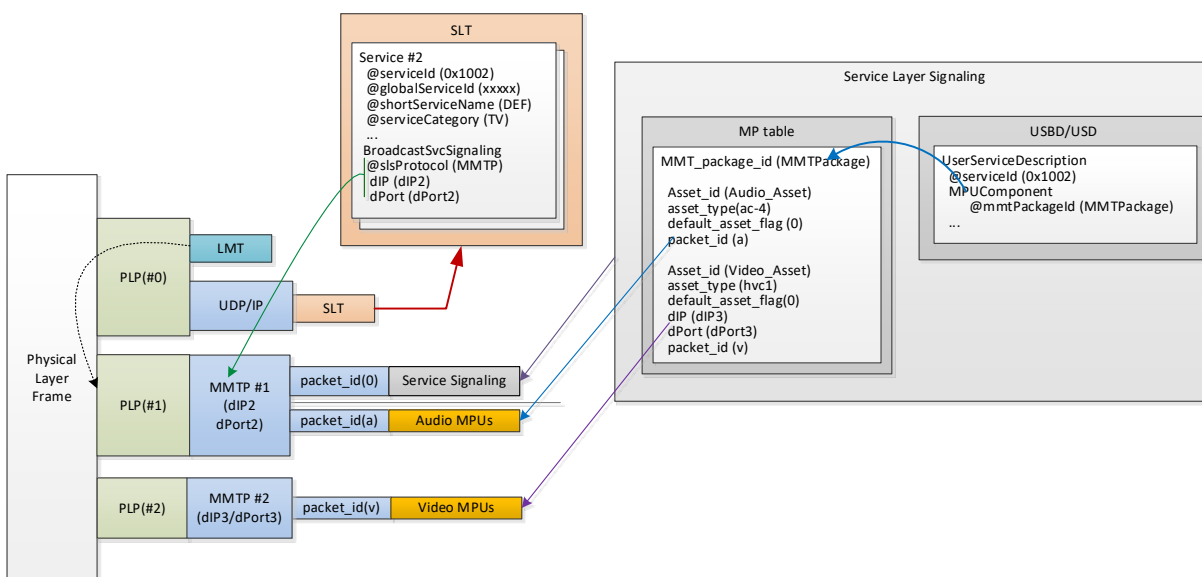 SLT
Service #2
@serviceId (0x1002)
@globalServiceId (xxxxx)
@shortServiceName (DEF)
@serviceCategory (TV)
...
BroadcastSvcSignaling
@slsProtocol (MMTP)
dIP (dIP2)
dPort (dPort2)
Service Layer Signaling
MP table
MMT_package_id (MMTPackage)
Asset_id (Audio_Asset)
asset_type(ac-4)
default_asset_flag (0)
packet_id (a)
Asset_id (Video_Asset)
asset_type (hvc1)
default_asset_flag(0)
dIP (dIP3)
dPort (dPort3)
packet_id (v)
USBD/USD
UserServiceDescription
@serviceId (0x1002)
MPUComponent
@mmtPackageId (MMTPackage)
...
Physical
Layer
Frame
PLP(#0)
LMT
UDP/IP
SLT
PLP(#1)
MMTP #1
(dIP2
dPort2)
packet_id(0)
Service Signaling
packet_id(a)
Audio MPUs
PLP(#2)
MMTP #2
(dIP3/dPort3)
packet_id(v)
Video MPUs